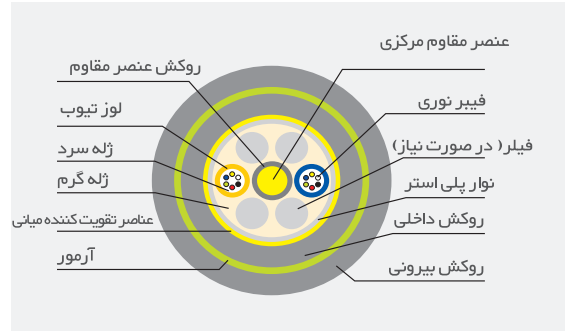 عنصر مقاوم مرکزی
روکش عنصر مقاوم
فیبر نوری
لوز تیوب
فیلر( در صورت نیاز)
ژله سرد
نوار پلی استر
ژله گرم
روکش داخلی
عناصر تقویت کننده میانی
روکش بیرونی
آرمور